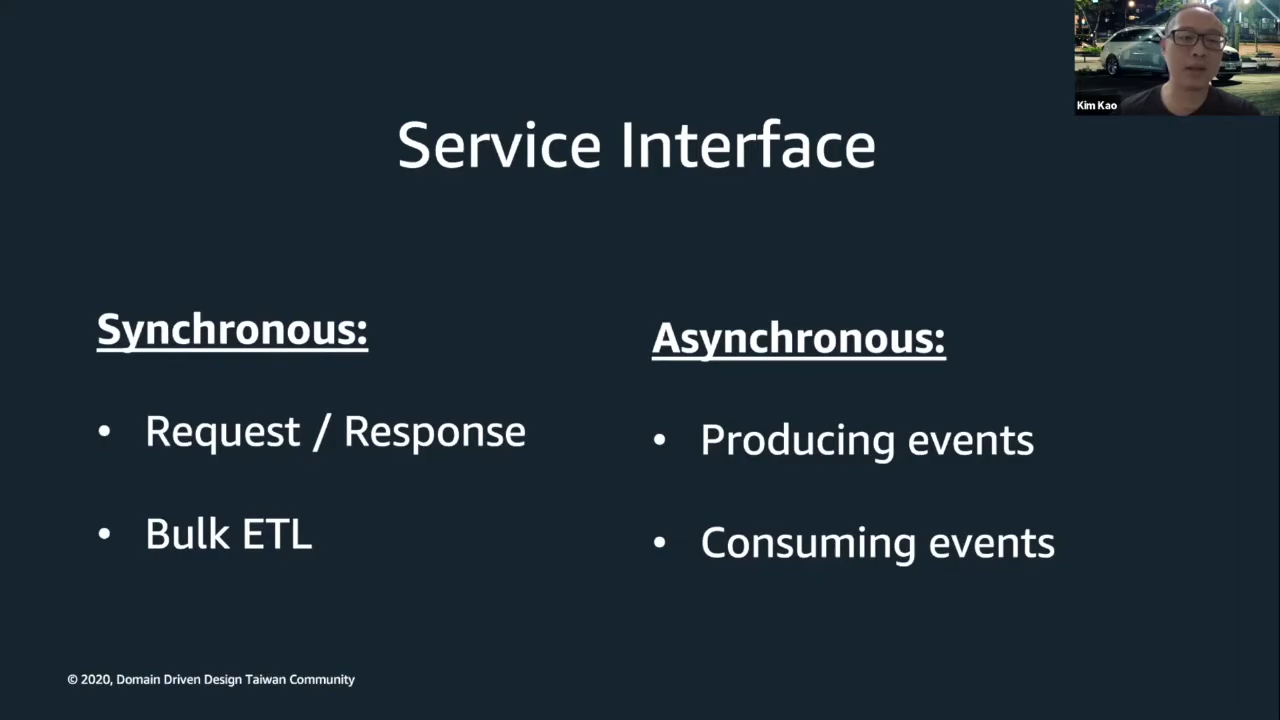 Kim Kao
Service Interface
Synchronous:
• Request / Response
• Bulk ETL
Asynchronous:
• Producing events
• Consuming events
© 2020, Domain Driven Design Taiwan Community